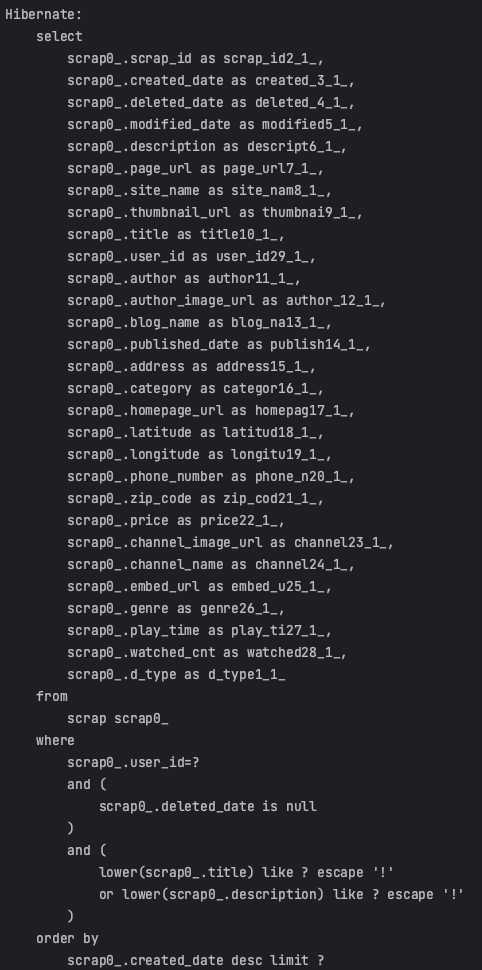 Hibernate:
    select
        scrap0_.scrap_id as scrap_id2_1_,
        scrap0_.created_date as created_3_1_,
        scrap0_.deleted_date as deleted_4_1_,
        scrap0_.modified_date as modified5_1_,
        scrap0_.description as descript6_1_,
        scrap0_.page_url as page_url7_1_,
        scrap0_.site_name as site_nam8_1_,
        scrap0_.thumbnail_url as thumbnai9_1_,
        scrap0_.title as title10_1_,
        scrap0_.user_id as user_id29_1_,
        scrap0_.author as author11_1_,
        scrap0_.author_image_url as author_12_1_,
        scrap0_.blog_name as blog_na13_1_,
        scrap0_.published_date as publish14_1_,
        scrap0_.address as address15_1_,
        scrap0_.category as categor16_1_,
        scrap0_.homepage_url as homepag17_1_,
        scrap0_.latitude as latitud18_1_,
        scrap0_.longitude as longitu19_1_,
        scrap0_.phone_number as phone_n20_1_,
        scrap0_.zip_code as zip_cod21_1_,
        scrap0_.price as price22_1_,
        scrap0_.channel_image_url as channel23_1_,
        scrap0_.channel_name as channel24_1_,
        scrap0_.embed_url as embed_u25_1_,
        scrap0_.genre as genre26_1_,
        scrap0_.play_time as play_ti27_1_,
        scrap0_.watched_cnt as watched28_1_,
        scrap0_.d_type as d_type1_1_
    from
        scrap scrap0_
    where
        scrap0_.user_id=?
        and (
            scrap0_.deleted_date is null
        )
        and (
            lower(scrap0_.title) like ? escape '!'
            or lower(scrap0_.description) like ? escape '!'
        )
    order by
        scrap0_.created_date desc limit ?